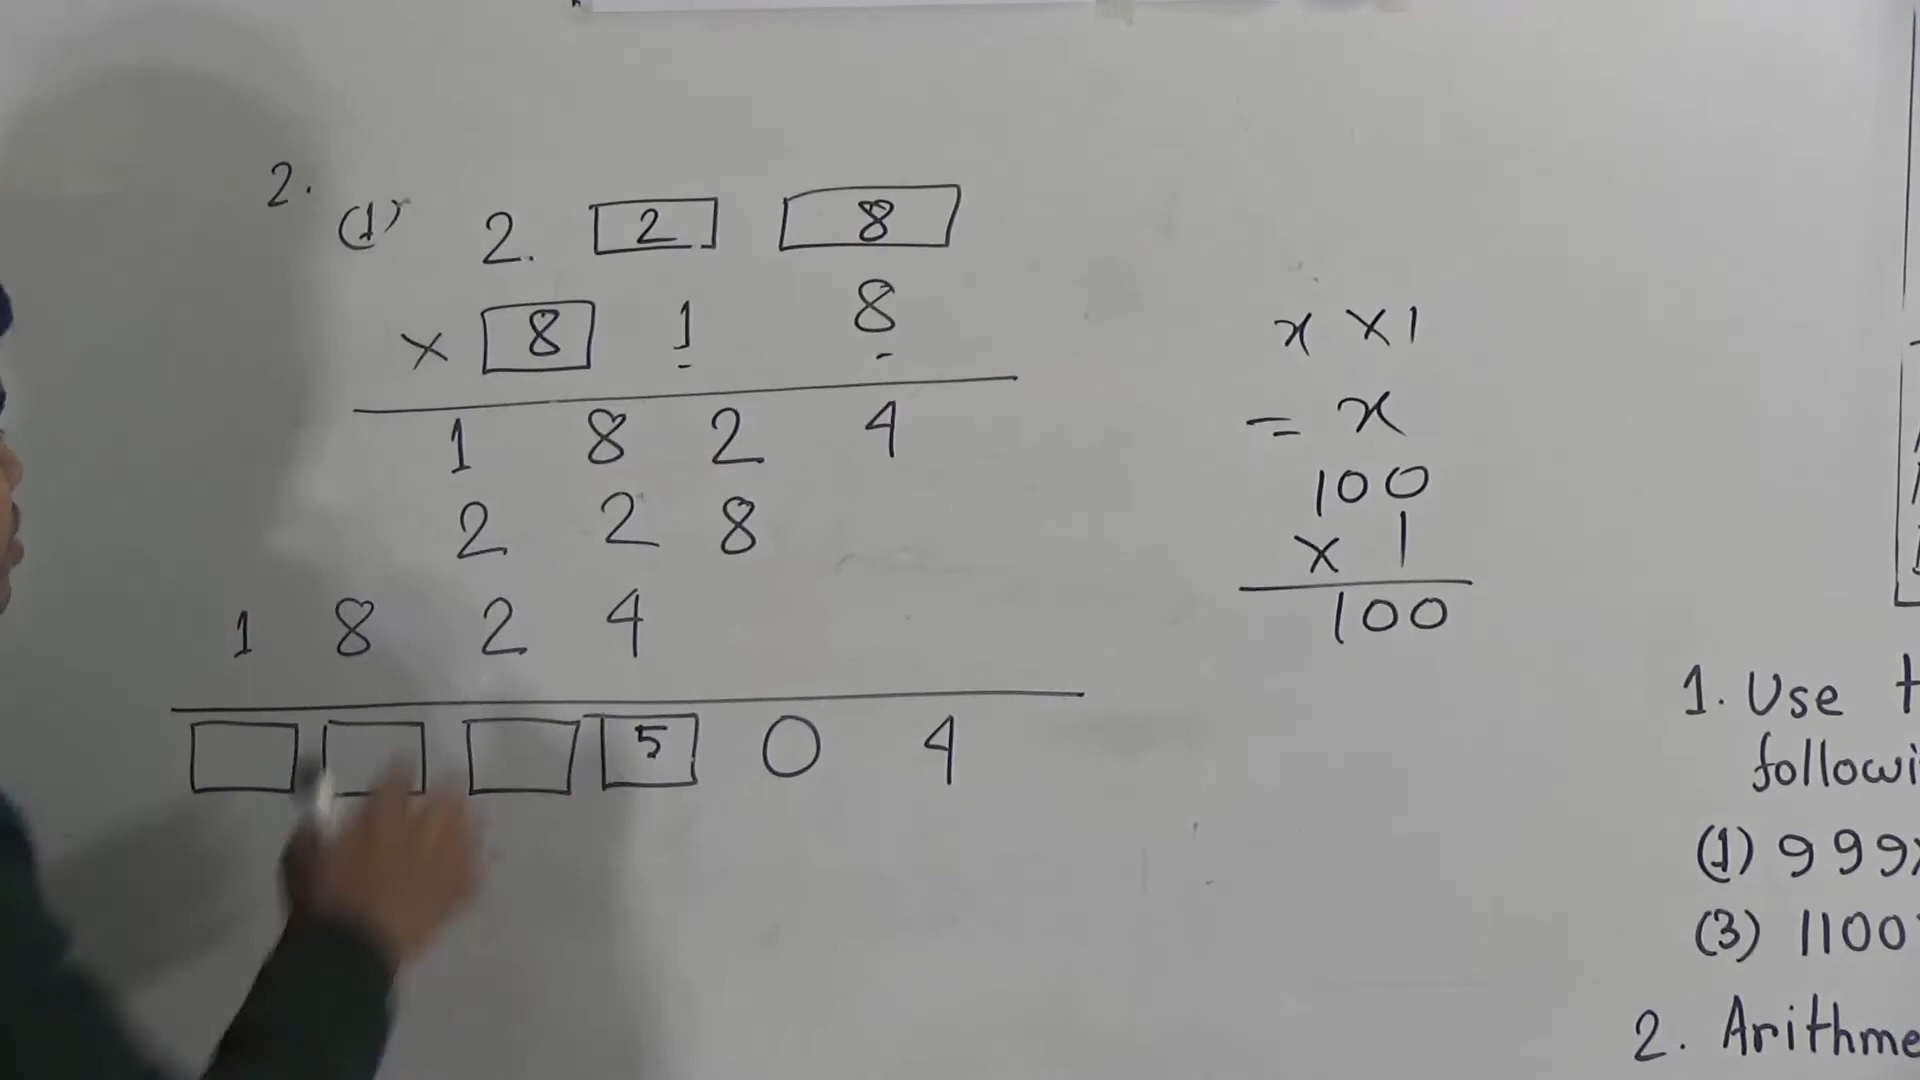 2.
(1) 2. 2 8
× 8 1 8
1 8 2 4
2 2 8
1 8 2 4
5 0 4
x × 1
= x
100
× 1
100
1. Use
followi
(1) 999×
(3) 1100
2. Arithme